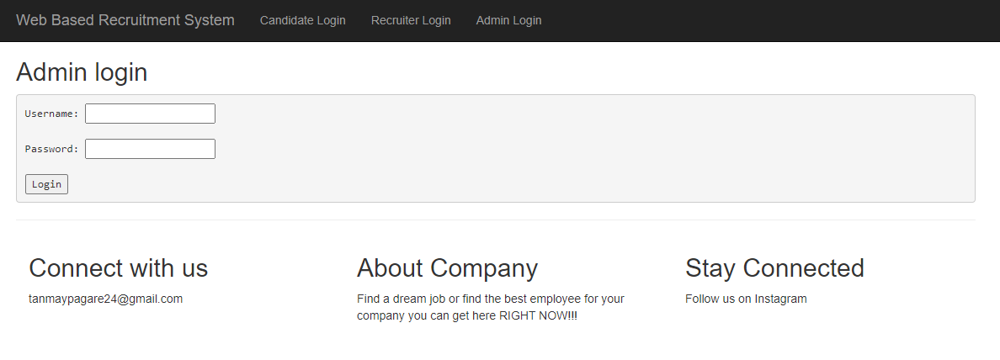 Web Based Recruitment System Candidate Login Recruiter Login Admin Login
Admin login
Username:
Password:
Login
Connect with us
tanmaypagare24@gmail.com
About Company
Find a dream job or find the best employee for your
company you can get here RIGHT NOW!!!
Stay Connected
Follow us on Instagram